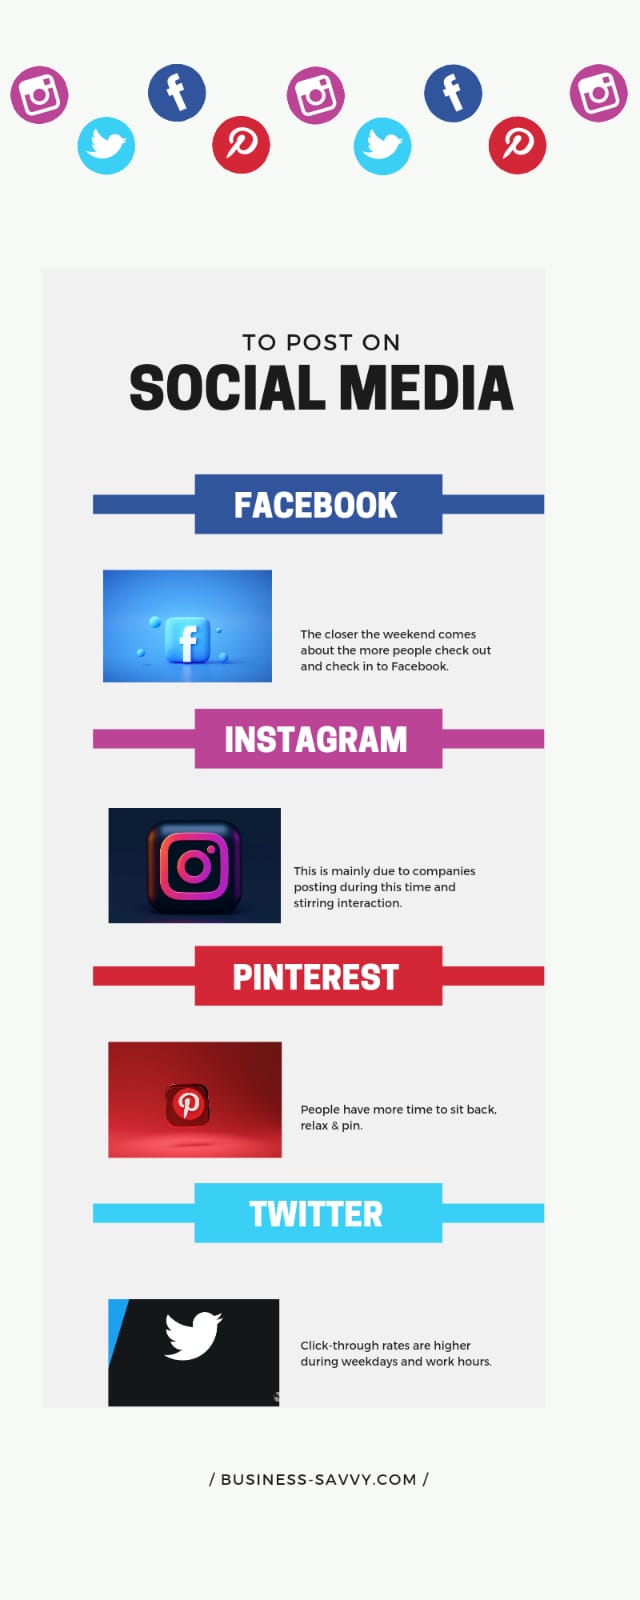 TO POST ON
SOCIAL MEDIA
FACEBOOK
The closer the weekend comes
about the more people check out
and check in to Facebook.
INSTAGRAM
This is mainly due to companies
posting during this time and
stirring interaction.
PINTEREST
People have more time to sit back,
relax & pin.
TWITTER
Click-through rates are higher
during weekdays and work hours.
/ BUSINESS-SAVVY.COM /